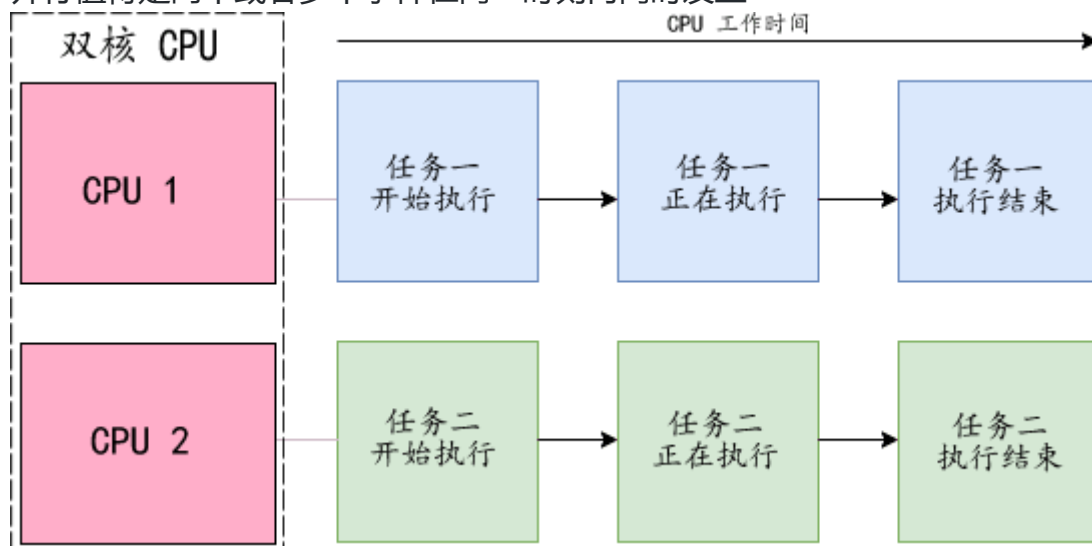 双核 CPU
CPU 工作时间
CPU 1
任务一
开始执行
任务一
正在执行
任务一
执行结束
CPU 2
任务二
开始执行
任务二
正在执行
任务二
执行结束